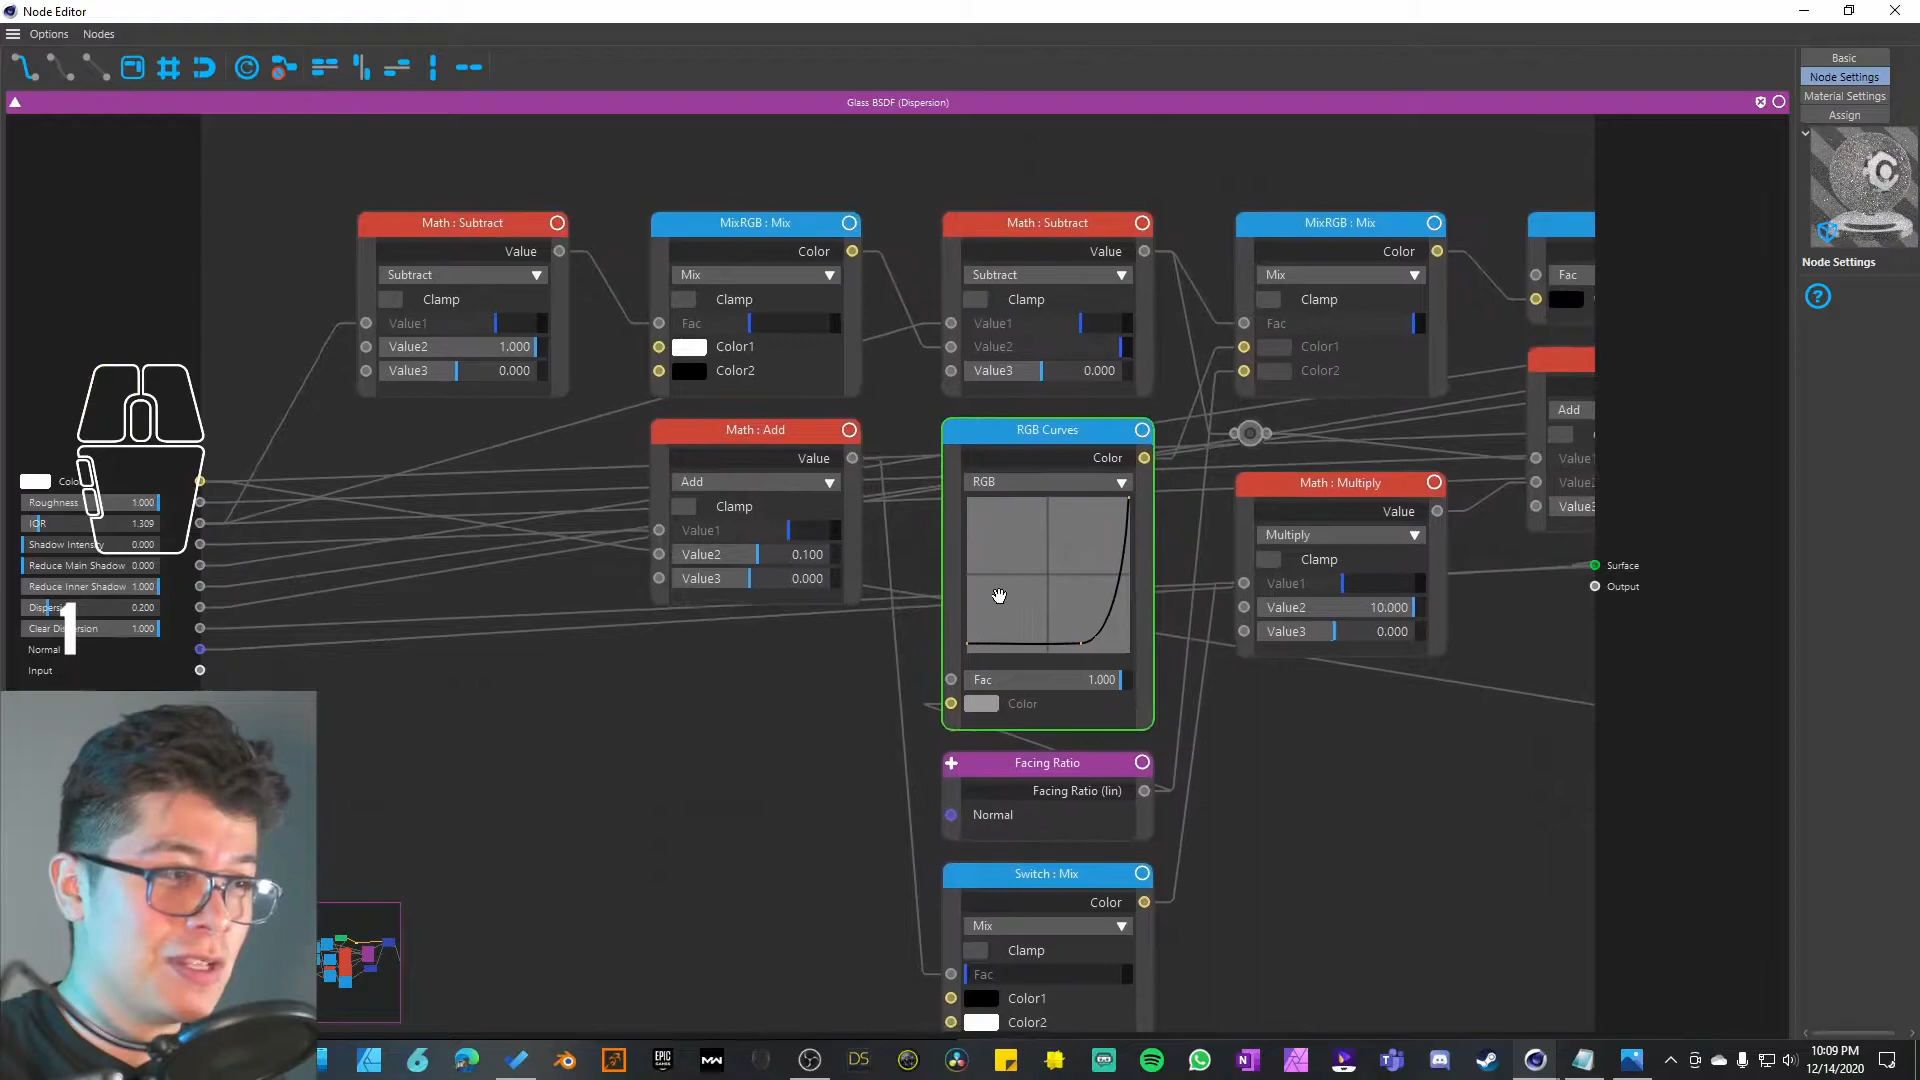 Node Editor
Options Nodes
Basic
Node Settings
Material Settings
Assign
Glass BSDF (Dispersion)
Node Settings
Math : Subtract
Value
Subtract
Clamp
Value1
Value2 1.000
Value3 0.000
MixRGB : Mix
Color
Mix
Clamp
Fac
Color1
Color2
Math : Subtract
Value
Subtract
Clamp
Value1
Value2
Value3 0.000
MixRGB : Mix
Color
Mix
Clamp
Fac
Color1
Color2
Fac
Add
Value1
Value2
Value3
Roughness 1.000
IOR 1.309
Shadow Intensity 0.000
Reduce Main Shadow 0.000
Reduce Inner Shadow 1.000
0.200
1.000
Normal
Input
1
Math : Add
Value
Add
Clamp
Value1
Value2 0.100
Value3 0.000
RGB Curves
Color
RGB
Fac 1.000
Color
Math : Multiply
Value
Multiply
Clamp
Value1
Value2 10.000
Value3 0.000
Surface
Output
Facing Ratio
Facing Ratio (lin)
Normal
Switch : Mix
Color
Mix
Clamp
Fac
Color1
Color2
EPIC GAMES
DS
10:09 PM
12/14/2020